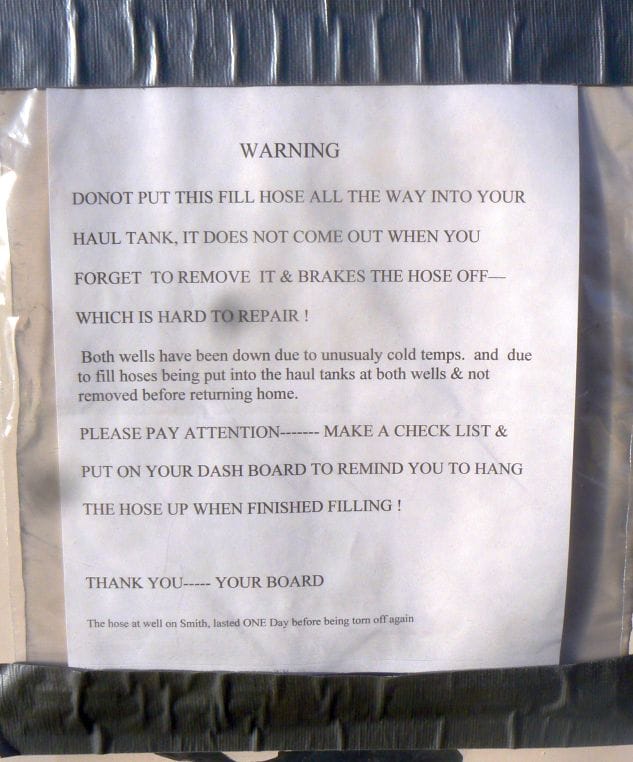 WARNING
DONOT PUT THIS FILL HOSE ALL THE WAY INTO YOUR
HAUL TANK, IT DOES NOT COME OUT WHEN YOU
FORGET TO REMOVE IT & BRAKES THE HOSE OFF—
WHICH IS HARD TO REPAIR !
Both wells have been down due to unusualy cold temps. and due
to fill hoses being put into the haul tanks at both wells & not
removed before returning home.
PLEASE PAY ATTENTION------- MAKE A CHECK LIST &
PUT ON YOUR DASH BOARD TO REMIND YOU TO HANG
THE HOSE UP WHEN FINISHED FILLING !
THANK YOU----- YOUR BOARD
The hose at well on Smith, lasted ONE Day before being torn off again